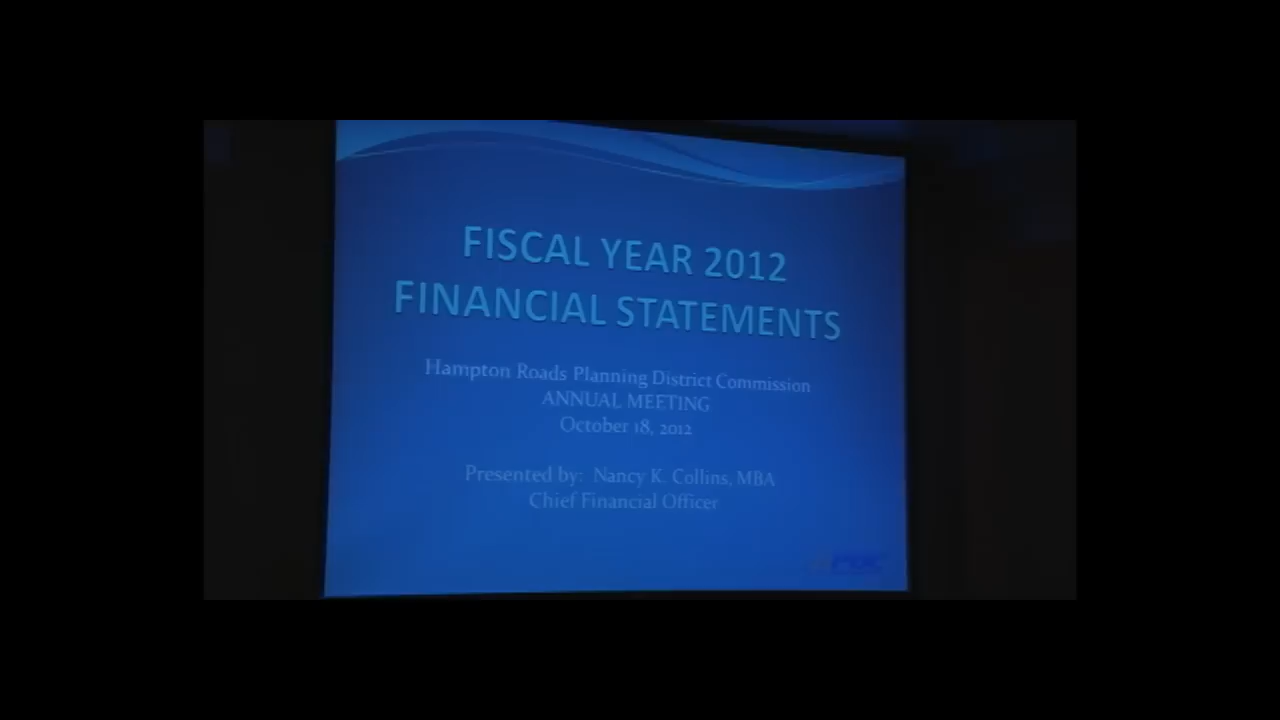 FISCAL YEAR 2012
FINANCIAL STATEMENTS
Hampton Roads Planning District Commission
ANNUAL MEETING
October 18, 2012
Presented by: Nancy K. Collins, MBA
Chief Financial Officer